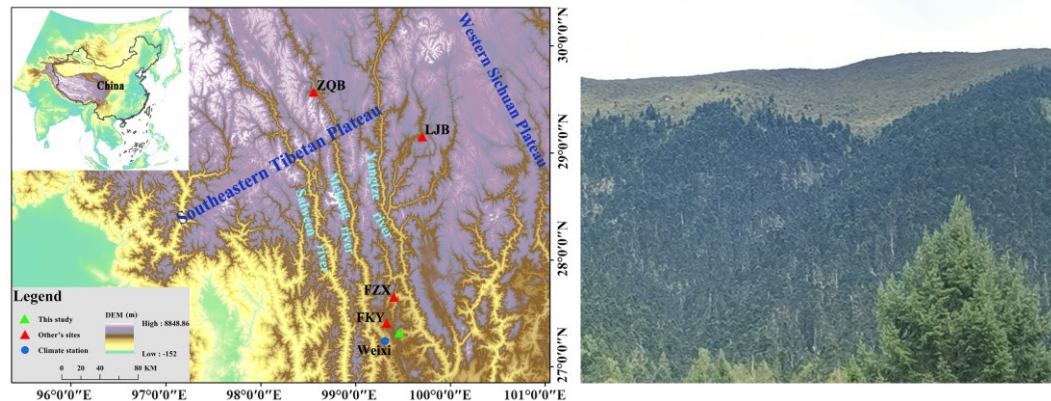 China
ZQB
LJB
Western Sichuan Plateau
Southeastern Tibetan Plateau
Salween river
Mekong river
Yangtze river
FZX
FKY
Weixi
Legend
This study
Other's sites
Climate station
DEM (m)
High : 8848.86
Low : -152
0 20 40 80
KM
30°0'0"N
29°0'0"N
28°0'0"N
27°0'0"N
96°0'0"E 97°0'0"E 98°0'0"E 99°0'0"E 100°0'0"E 101°0'0"E